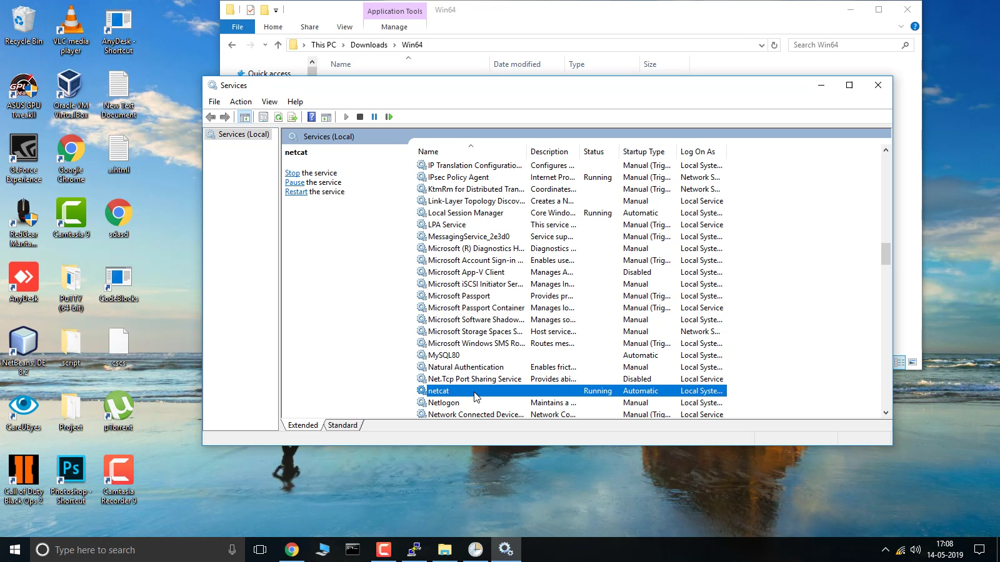 Recycle Bin
VLC media player
AnyDesk - Shortcut
ASUS GPU TweakII
Oracle VM VirtualBox
New Text Document
GeForce Experience
Google Chrome
a.html
RedGear Manta...
Camtasia 9
sdasd
AnyDesk
PuTTY (64-bit)
CodeBlocks
NetBeans IDE 8.2
script
cscs
CareUEyes
Project
µTorrent
Call of Duty Black Ops 2
Photoshop - Shortcut
Camtasia Recorder 9
Application Tools
Win64
File Home Share View Manage
This PC > Downloads > Win64
Search Win64
Name Date modified Type Size
Quick access
Services
File Action View Help
Services (Local)
Services (Local)
netcat
Stop the service
Pause the service
Restart the service
Name Description Status Startup Type Log On As
IP Translation Configuratio... Configures ... Manual (Trig... Local Syste...
IPsec Policy Agent Internet Pro... Running Manual (Trig... Network S...
KtmRm for Distributed Tran... Coordinates... Manual (Trig... Network S...
Link-Layer Topology Discov... Creates a N... Manual Local Service
Local Session Manager Core Windo... Running Automatic Local Syste...
LPA Service This service ... Manual (Trig... Local Service
MessagingService_2e3d0 Service sup... Manual (Trig... Local Syste...
Microsoft (R) Diagnostics H... Diagnostics ... Manual Local Syste...
Microsoft Account Sign-in ... Enables use... Manual (Trig... Local Syste...
Microsoft App-V Client Manages A... Disabled Local Syste...
Microsoft iSCSI Initiator Ser... Manages In... Manual Local Syste...
Microsoft Passport Provides pr... Manual (Trig... Local Syste...
Microsoft Passport Container Manages lo... Manual (Trig... Local Service
Microsoft Software Shadow... Manages so... Manual Local Syste...
Microsoft Storage Spaces S... Host service... Manual Network S...
Microsoft Windows SMS Ro... Routes mes... Manual (Trig... Local Syste...
MySQL80 Automatic Local Syste...
Natural Authentication Enables frict... Manual Local Syste...
Net.Tcp Port Sharing Service Provides abi... Disabled Local Service
netcat Running Automatic Local Syste...
Netlogon Maintains a ... Manual Local Syste...
Network Connected Device... Network Co... Manual (Trig... Local Service
Extended Standard
Type here to search
17:08
14-05-2019